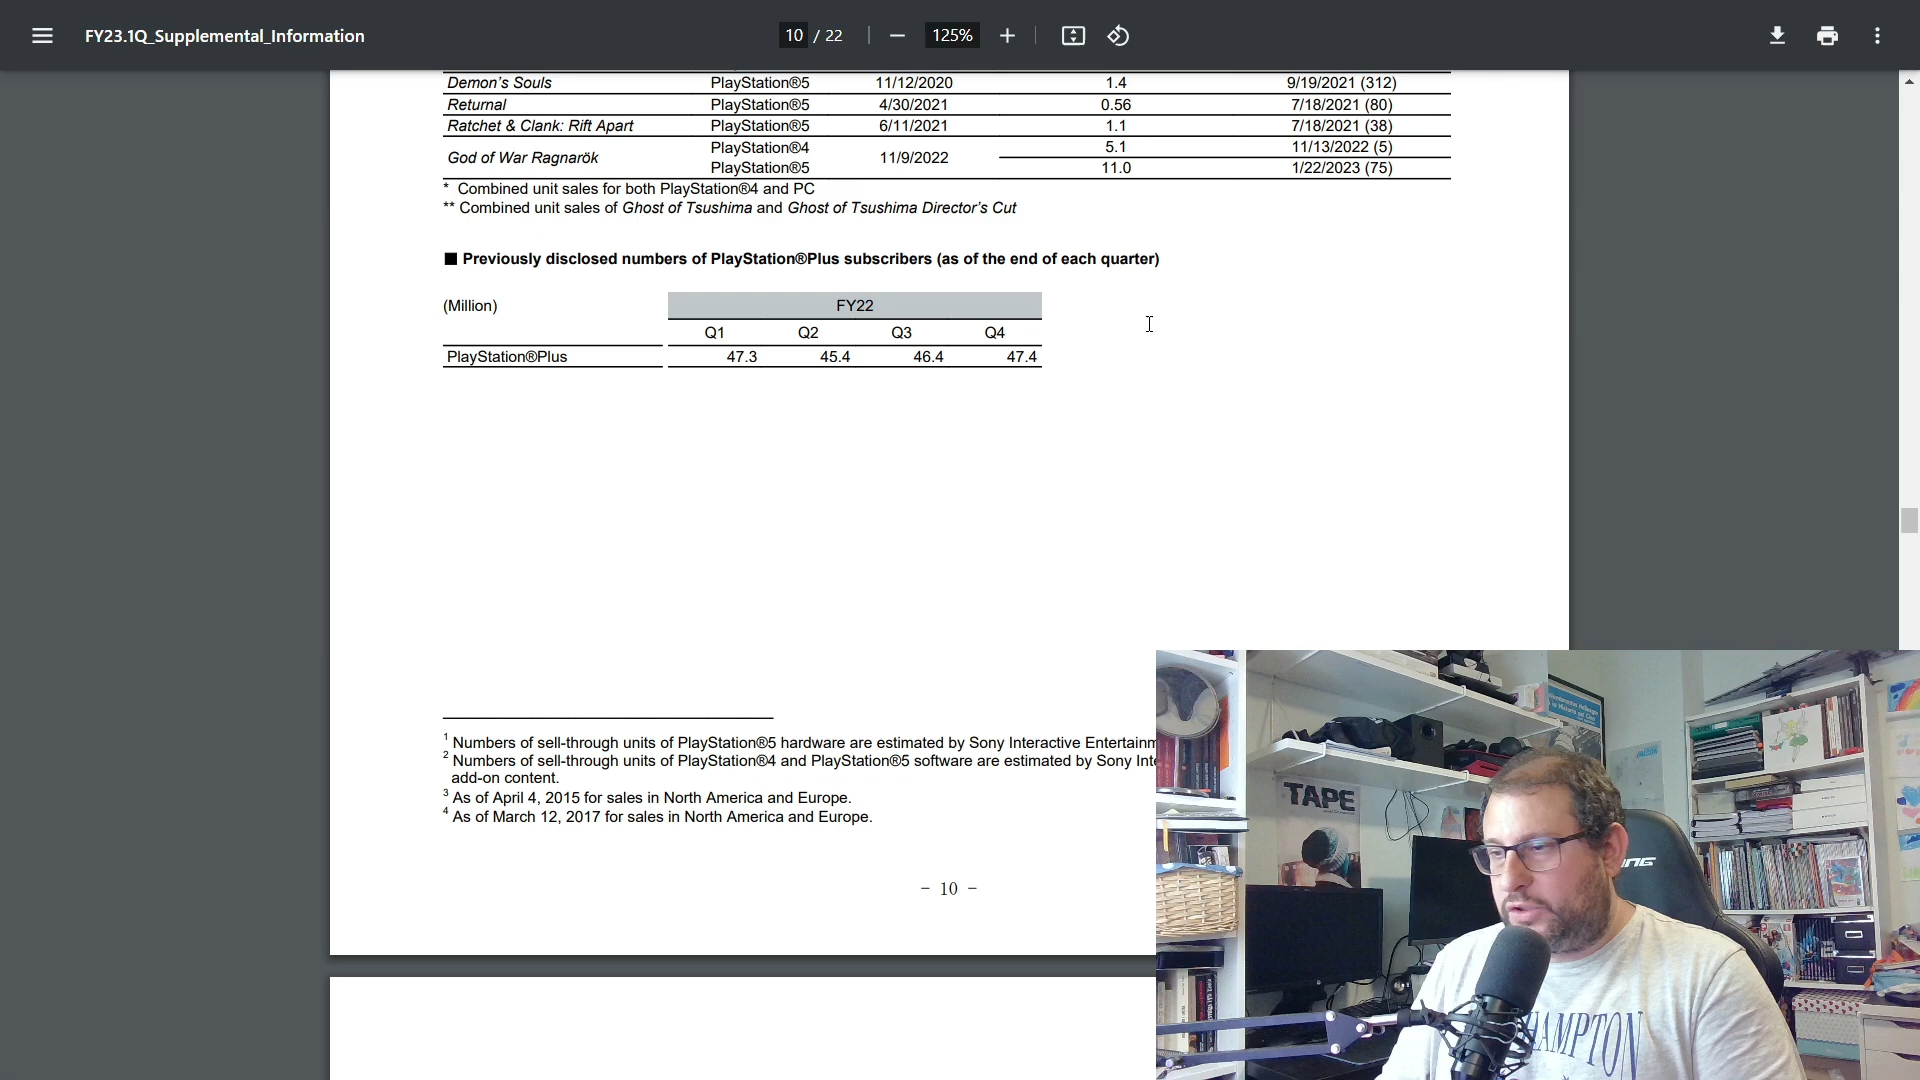 FY23.1Q_Supplemental_Information
10 / 22
125%
Demon's Souls PlayStation®5 11/12/2020 1.4 9/19/2021 (312)
Returnal PlayStation®5 4/30/2021 0.56 7/18/2021 (80)
Ratchet & Clank: Rift Apart PlayStation®5 6/11/2021 1.1 7/18/2021 (38)
God of War Ragnarök 11/9/2022
PlayStation®4 5.1 11/13/2022 (5)
PlayStation®5 11.0 1/22/2023 (75)
* Combined unit sales for both PlayStation®4 and PC
** Combined unit sales of Ghost of Tsushima and Ghost of Tsushima Director's Cut
■ Previously disclosed numbers of PlayStation®Plus subscribers (as of the end of each quarter)
(Million) FY22
Q1 Q2 Q3 Q4
PlayStation®Plus 47.3 45.4 46.4 47.4
1 Numbers of sell-through units of PlayStation®5 hardware are estimated by Sony Interactive Entertainm
2 Numbers of sell-through units of PlayStation®4 and PlayStation®5 software are estimated by Sony Inte
add-on content.
3 As of April 4, 2015 for sales in North America and Europe.
4 As of March 12, 2017 for sales in North America and Europe.
- 10 -
TAPE
HAMPTON